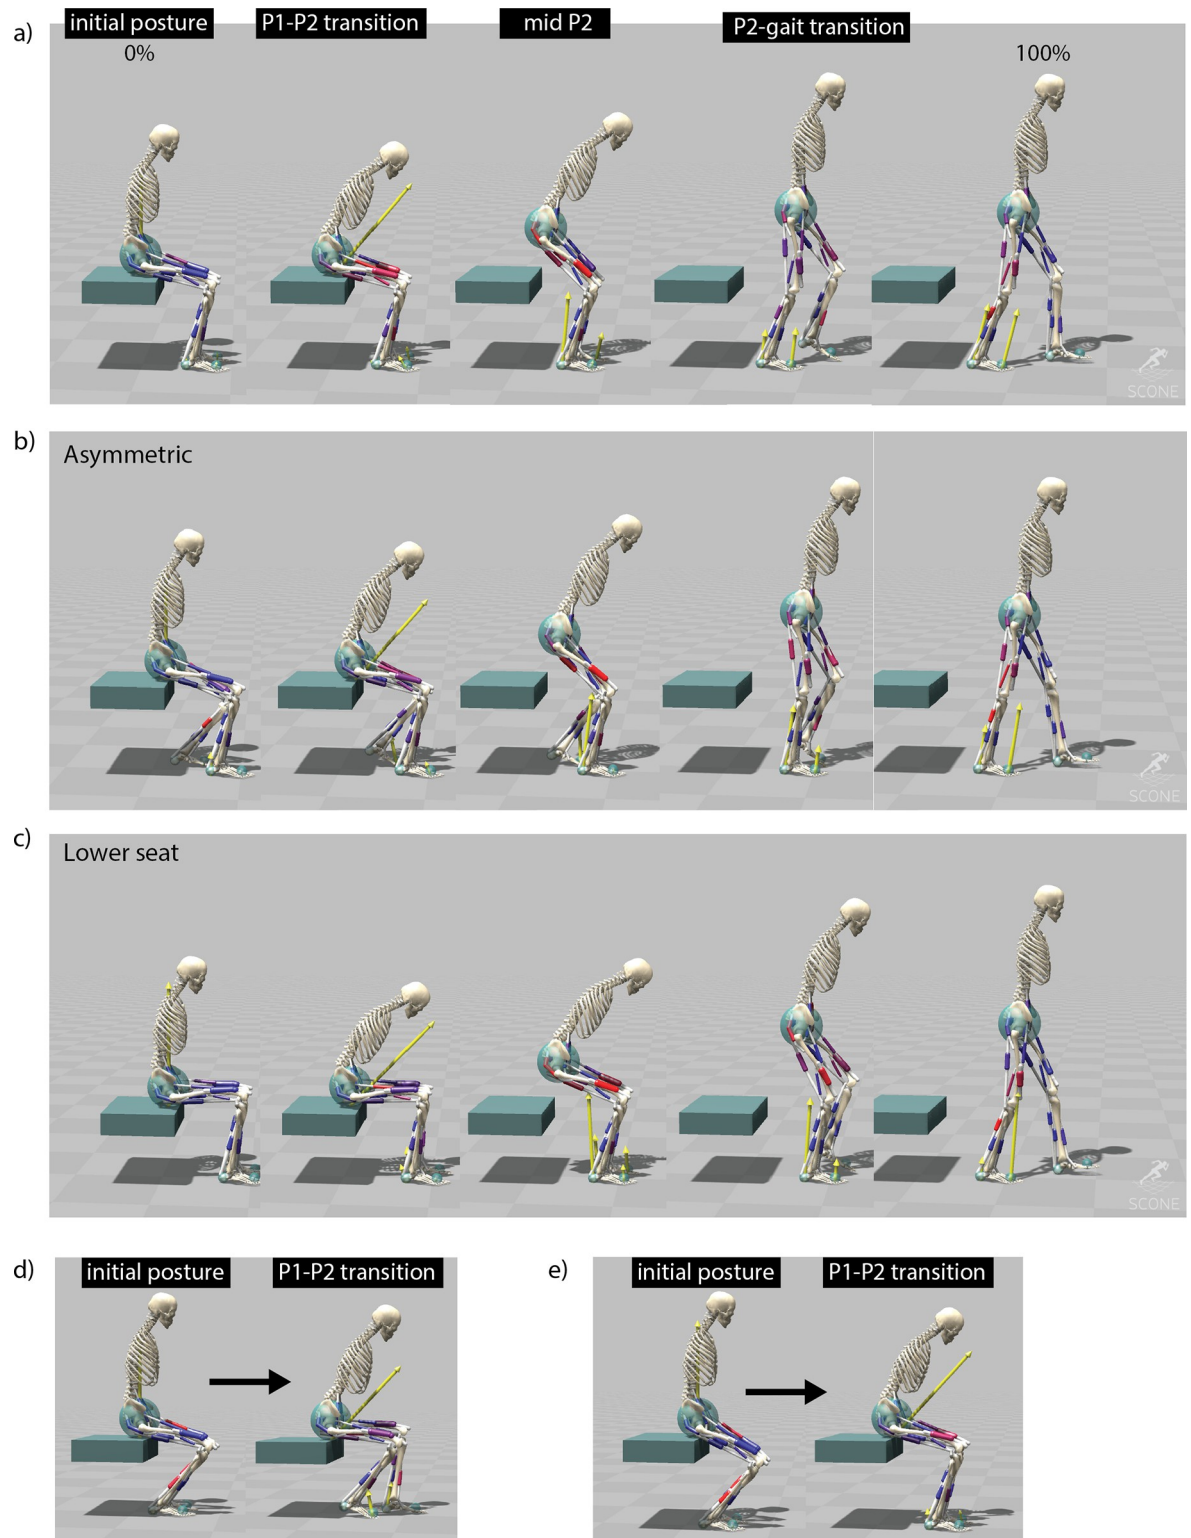 a)
initial posture
P1-P2 transition
mid P2
P2-gait transition
0%
100%
SCONE
b)
Asymmetric
SCONE
c)
Lower seat
SCONE
d)
initial posture
P1-P2 transition
e)
initial posture
P1-P2 transition